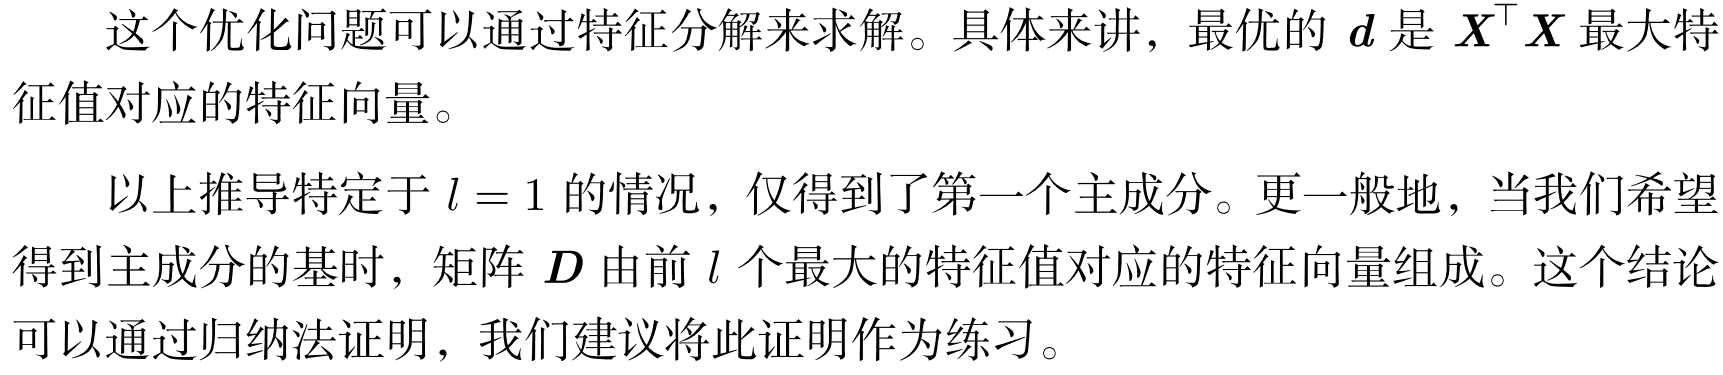 这个优化问题可以通过特征分解来求解。具体来讲，最优的 d 是 X⊤X 最大特
征值对应的特征向量。
以上推导特定于 l = 1 的情况，仅得到了第一个主成分。更一般地，当我们希望
得到主成分的基时，矩阵 D 由前 l 个最大的特征值对应的特征向量组成。这个结论
可以通过归纳法证明，我们建议将此证明作为练习。